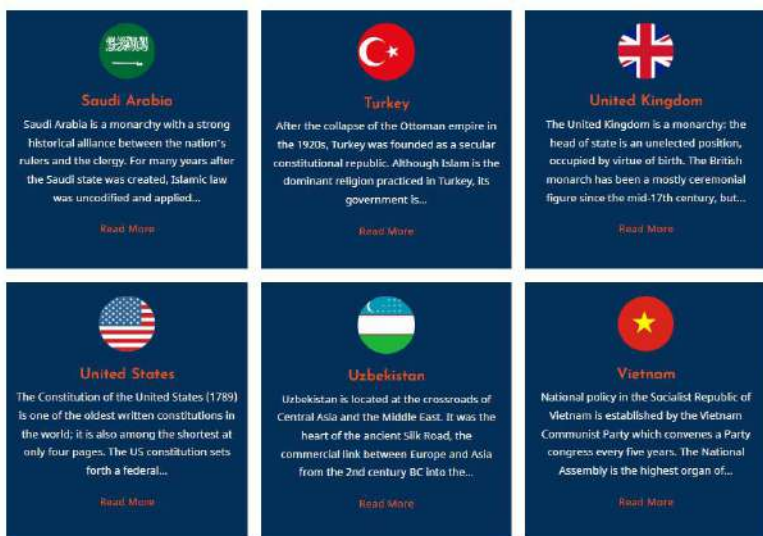 Saudi Arabia
Saudi Arabia is a monarchy with a strong
historical alliance between the nation's
rulers and the clergy. For many years after
the Saudi state was created, Islamic law
was uncodified and applied...
Read More
Turkey
After the collapse of the Ottoman empire in
the 1920s, Turkey was founded as a secular
constitutional republic. Although Islam is the
dominant religion practiced in Turkey, its
government is...
Read More
United Kingdom
The United Kingdom is a monarchy: the
head of state is an unelected position,
occupied by virtue of birth. The British
monarch has been a mostly ceremonial
figure since the mid-17th century, but...
Read More
United States
The Constitution of the United States (1789)
is one of the oldest written constitutions in
the world; it is also among the shortest at
only four pages. The US constitution sets
forth a federal...
Read More
Uzbekistan
Uzbekistan is located at the crossroads of
Central Asia and the Middle East. It was the
heart of the ancient Silk Road, the
commercial link between Europe and Asia
from the 2nd century BC into the...
Read More
Vietnam
National policy in the Socialist Republic of
Vietnam is established by the Vietnam
Communist Party which convenes a Party
congress every five years. The National
Assembly is the highest organ of...
Read More